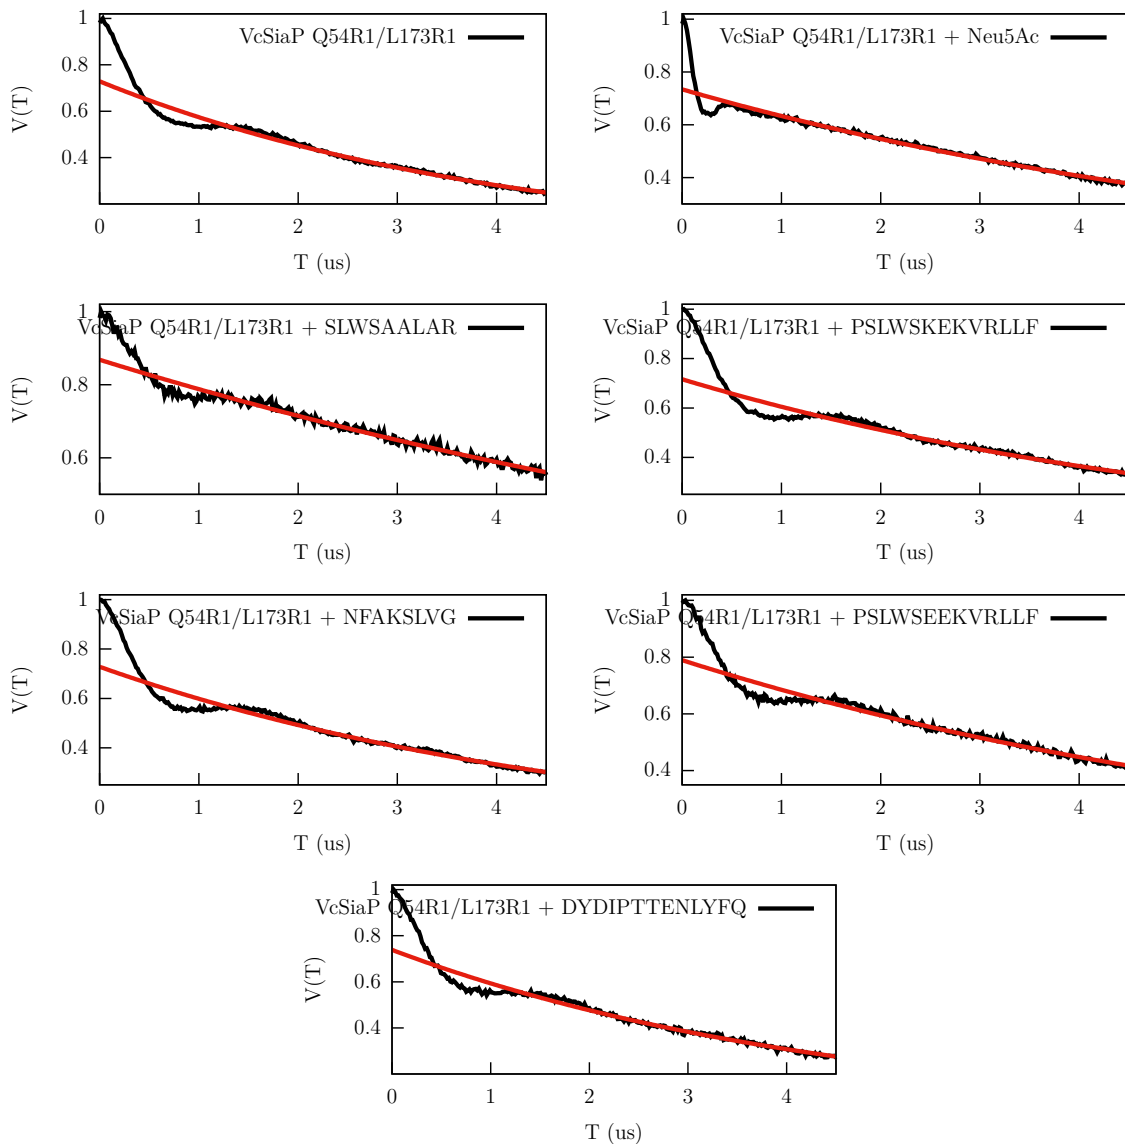 VcSiaP Q54R1/L173R1
1
0.8
0.6
0.4
V(T)
0 1 2 3 4
T (us)
VcSiaP Q54R1/L173R1 + Neu5Ac
1
0.8
0.6
0.4
V(T)
0 1 2 3 4
T (us)
VcSiaP Q54R1/L173R1 + SLWSAALAR
1
0.8
0.6
V(T)
0 1 2 3 4
T (us)
VcSiaP Q54R1/L173R1 + PSLWSKEKVRLLF
1
0.8
0.6
0.4
V(T)
0 1 2 3 4
T (us)
VcSiaP Q54R1/L173R1 + NFAKSLVG
1
0.8
0.6
0.4
V(T)
0 1 2 3 4
T (us)
VcSiaP Q54R1/L173R1 + PSLWSEEKVRLLF
1
0.8
0.6
0.4
V(T)
0 1 2 3 4
T (us)
VcSiaP Q54R1/L173R1 + DYDIPTTENLYFQ
1
0.8
0.6
0.4
V(T)
0 1 2 3 4
T (us)